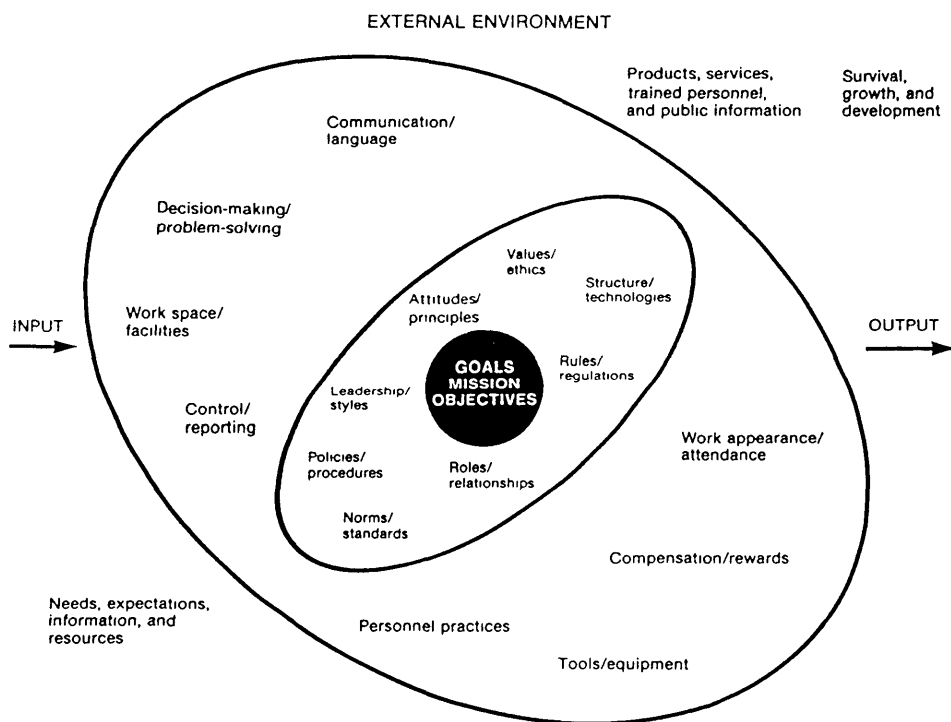 EXTERNAL ENVIRONMENT
Products, services,
trained personnel,
and public information
Survival,
growth, and
development
Communication/
language
Decision-making/
problem-solving
Values/
ethics
Structure/
technologies
Attitudes/
principles
Work space/
facilities
INPUT
OUTPUT
GOALS
MISSION
OBJECTIVES
Rules/
regulations
Leadership/
styles
Control/
reporting
Work appearance/
attendance
Policies/
procedures
Roles/
relationships
Norms/
standards
Compensation/rewards
Needs, expectations,
information, and
resources
Personnel practices
Tools/equipment